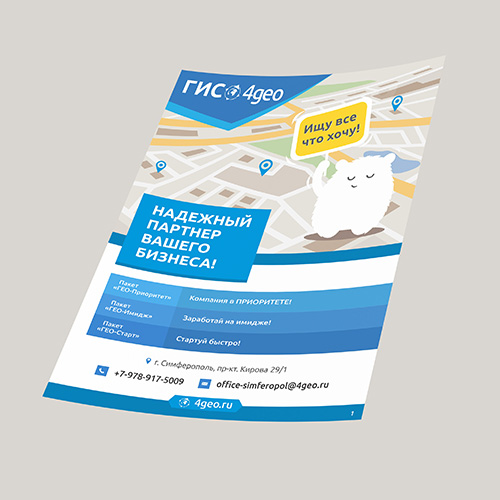 ГИС 4geo
Ищу все
что хочу!
НАДЕЖНЫЙ
ПАРТНЕР
ВАШЕГО
БИЗНЕСА!
Пакет
«ГЕО-Приоритет»
Компания в ПРИОРИТЕТЕ!
Пакет
«ГЕО-Имидж»
Заработай на имидже!
Пакет
«ГЕО-Старт»
Стартуй быстро!
г. Симферополь, пр-кт. Кирова 29/1
+7-978-917-5009
office-simferopol@4geo.ru
4geo.ru
1